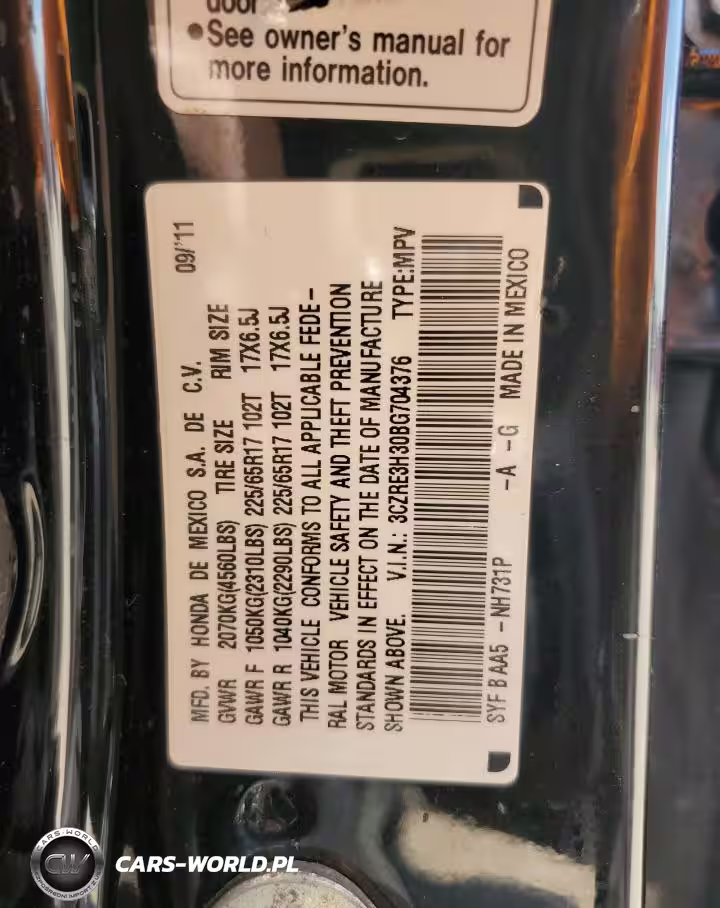 door
•See owner's manual for
more information.
MFD. BY HONDA DE MEXICO S.A. DE C.V. 09/'11
GVWR 2070KG(4560LBS) TIRE SIZE RIM SIZE
GAWR F 1050KG(2310LBS) 225/65R17 102T 17X6.5J
GAWR R 1040KG(2290LBS) 225/65R17 102T 17X6.5J
THIS VEHICLE CONFORMS TO ALL APPLICABLE FEDE–
RAL MOTOR VEHICLE SAFETY AND THEFT PREVENTION
STANDARDS IN EFFECT ON THE DATE OF MANUFACTURE
SHOWN ABOVE. V.I.N.: 3CZRE3H30BG704376 TYPE:MPV
SYF B AA5 -NH731P -A -G MADE IN MEXICO
CARS-WORLD
CW
CARS-WORLD.PL